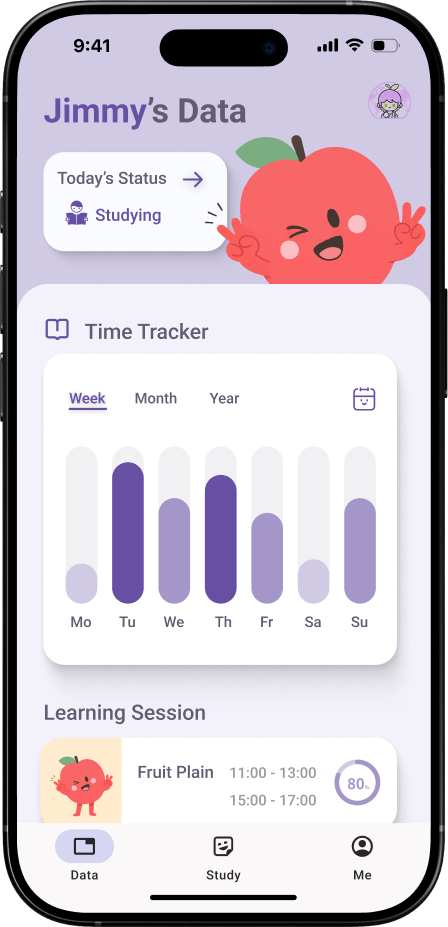 9:41
Jimmy's Data
Today's Status
Studying
Time Tracker
Week Month Year
Mo Tu We Th Fr Sa Su
Learning Session
Fruit Plain 11:00 - 13:00
15:00 - 17:00
80%
Data Study Me